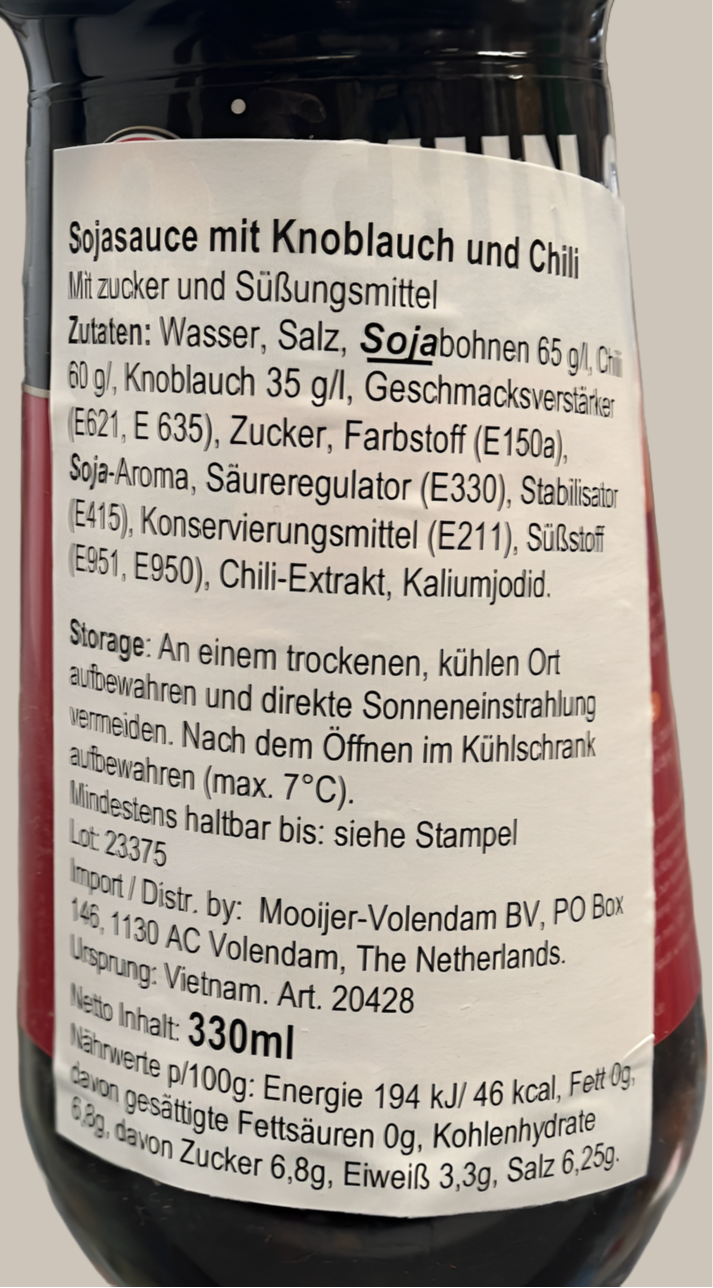 CHIN
Sojasauce mit Knoblauch und Chili
Mit zucker und Süßungsmittel
Zutaten: Wasser, Salz, Sojabohnen 65 g/l, Chili
60 g/, Knoblauch 35 g/l, Geschmacksverstärker
(E621, E 635), Zucker, Farbstoff (E150a),
Soja-Aroma, Säureregulator (E330), Stabilisator
(E415), Konservierungsmittel (E211), Süßstoff
(E951, E950), Chili-Extrakt, Kaliumjodid.
Storage: An einem trockenen, kühlen Ort
aufbewahren und direkte Sonneneinstrahlung
vermeiden. Nach dem Öffnen im Kühlschrank
aufbewahren (max. 7°C).
Mindestens haltbar bis: siehe Stampel
Lot: 23375
Import / Distr. by: Mooijer-Volendam BV, PO Box
146, 1130 AC Volendam, The Netherlands.
Ursprung: Vietnam. Art. 20428
Netto Inhalt: 330ml
Nährwerte p/100g: Energie 194 kJ/ 46 kcal, Fett 0g,
davon gesättigte Fettsäuren 0g, Kohlenhydrate
6,8g, davon Zucker 6,8g, Eiweiß 3,3g, Salz 6,25g.